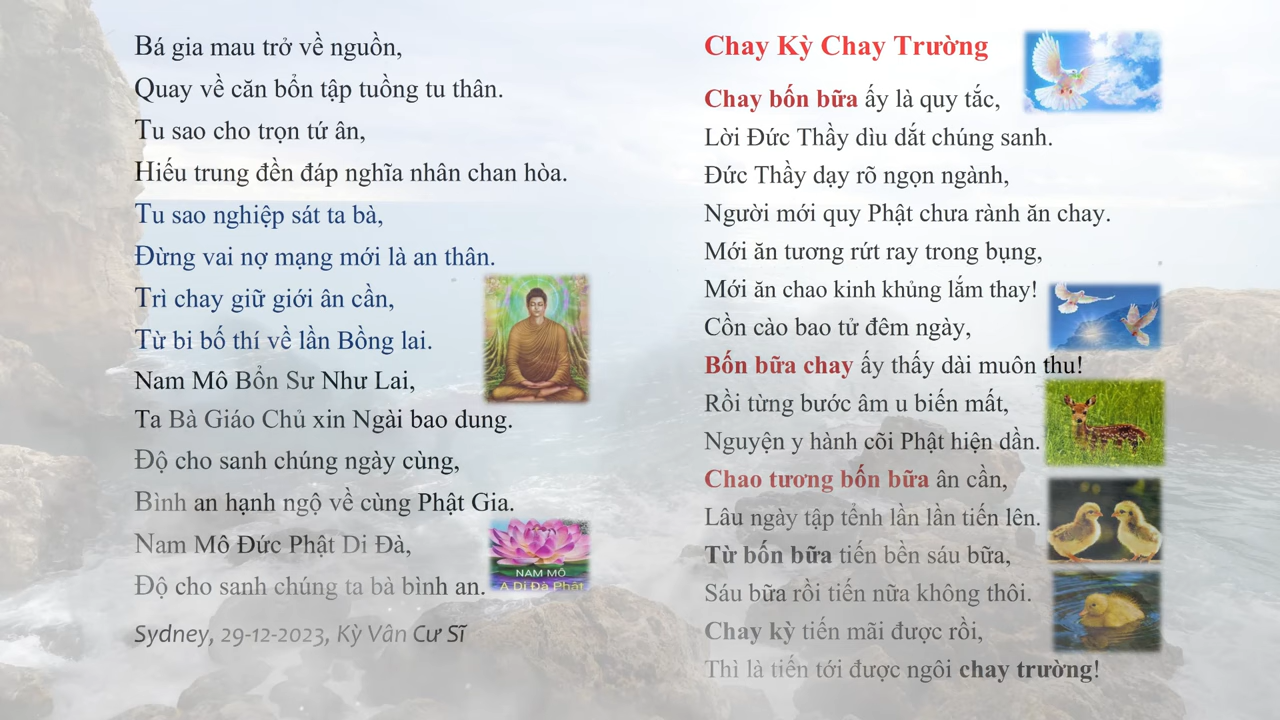 Bá gia mau trở về nguồn,
Quay về căn bổn tập tuồng tu thân.
Tu sao cho trọn tứ ân,
Hiếu trung đền đáp nghĩa nhân chan hòa.
Tu sao nghiệp sát ta bà,
Đừng vai nợ mạng mới là an thân.
Trì chay giữ giới ân cần,
Từ bi bố thí về lần Bồng lai.
Nam Mô Bổn Sư Như Lai,
Ta Bà Giáo Chủ xin Ngài bao dung.
Độ cho sanh chúng ngày cùng,
Bình an hạnh ngộ về cùng Phật Gia.
Nam Mô Đức Phật Di Đà,
Độ cho sanh chúng ta bà bình an.
NAM MÔ
A Di Đà Phật
Sydney, 29-12-2023, Kỳ Vân Cư Sĩ
Chay Kỳ Chay Trường
Chay bốn bữa ấy là quy tắc,
Lời Đức Thầy dìu dắt chúng sanh.
Đức Thầy dạy rõ ngọn ngành,
Người mới quy Phật chưa rành ăn chay.
Mới ăn tương rứt ray trong bụng,
Mới ăn chao kinh khủng lắm thay!
Cồn cào bao tử đêm ngày,
Bốn bữa chay ấy thấy dài muôn thu!
Rồi từng bước âm u biến mất,
Nguyện y hành cõi Phật hiện dần.
Chao tương bốn bữa ân cần,
Lâu ngày tập tểnh lần lần tiến lên.
Từ bốn bữa tiến bền sáu bữa,
Sáu bữa rồi tiến nữa không thôi.
Chay kỳ tiến mãi được rồi,
Thì là tiến tới được ngôi chay trường!